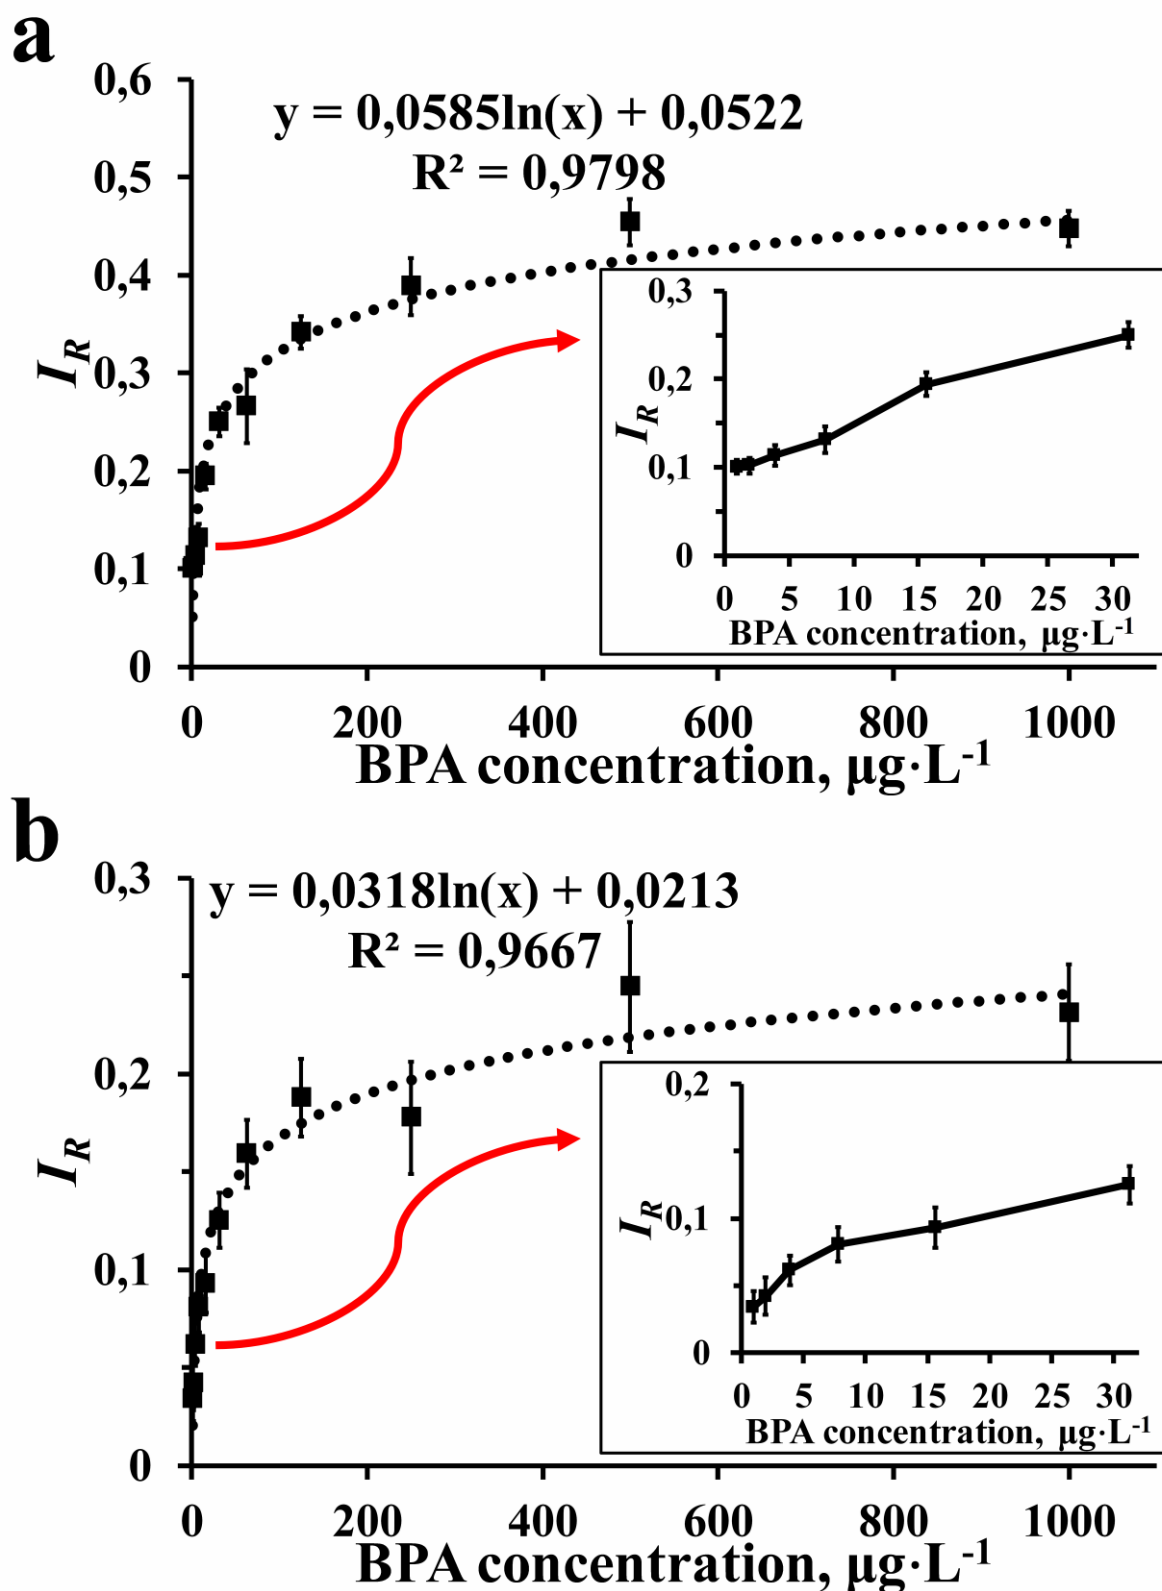 a
0,6
0,5
0,4
0,3
0,2
0,1
0
I_R
y = 0,0585ln(x) + 0,0522
R² = 0,9798
0,3
0,2
0,1
0
I_R
0 5 10 15 20 25 30
BPA concentration, µg·L⁻¹
0 200 400 600 800 1000
BPA concentration, µg·L⁻¹
b
0,3
0,2
0,1
0
I_R
y = 0,0318ln(x) + 0,0213
R² = 0,9667
0,2
0,1
0
I_R
0 5 10 15 20 25 30
BPA concentration, µg·L⁻¹
0 200 400 600 800 1000
BPA concentration, µg·L⁻¹